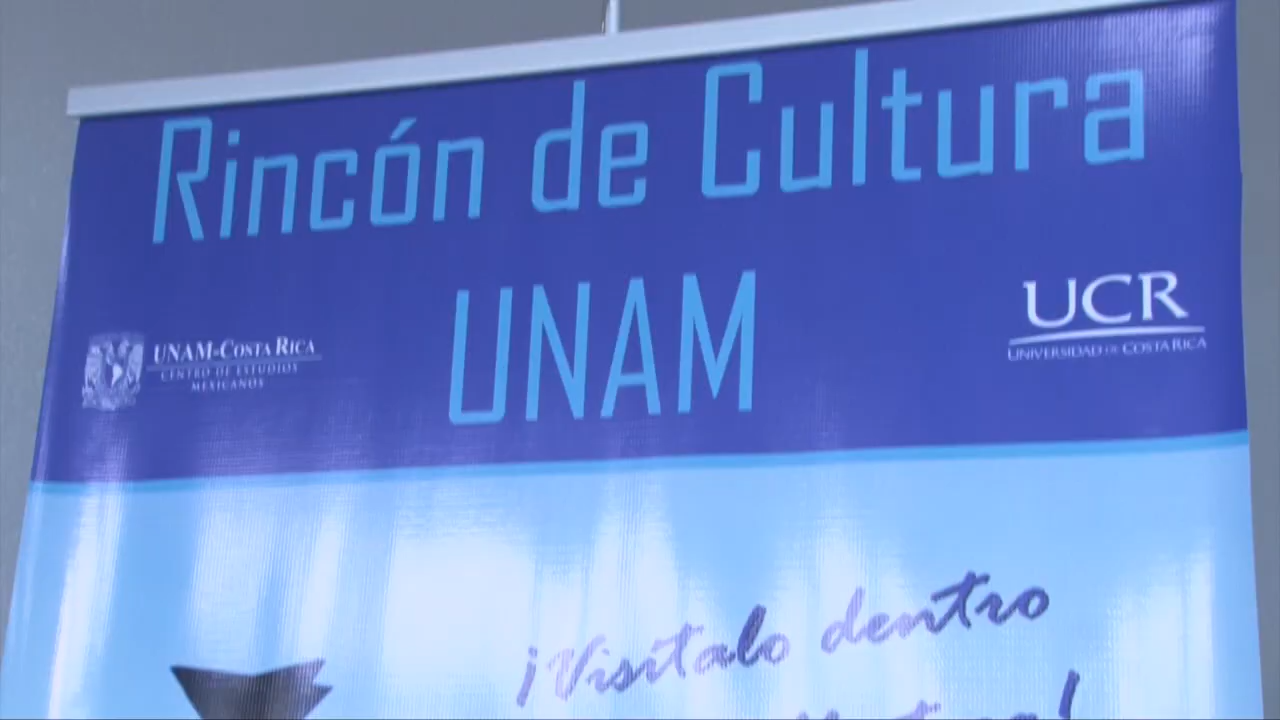 Rincón de Cultura
UNAM
UNAM-COSTA RICA
CENTRO DE ESTUDIOS
MEXICANOS
UCR
UNIVERSIDAD DE COSTA RICA
¡Visítalo dentro